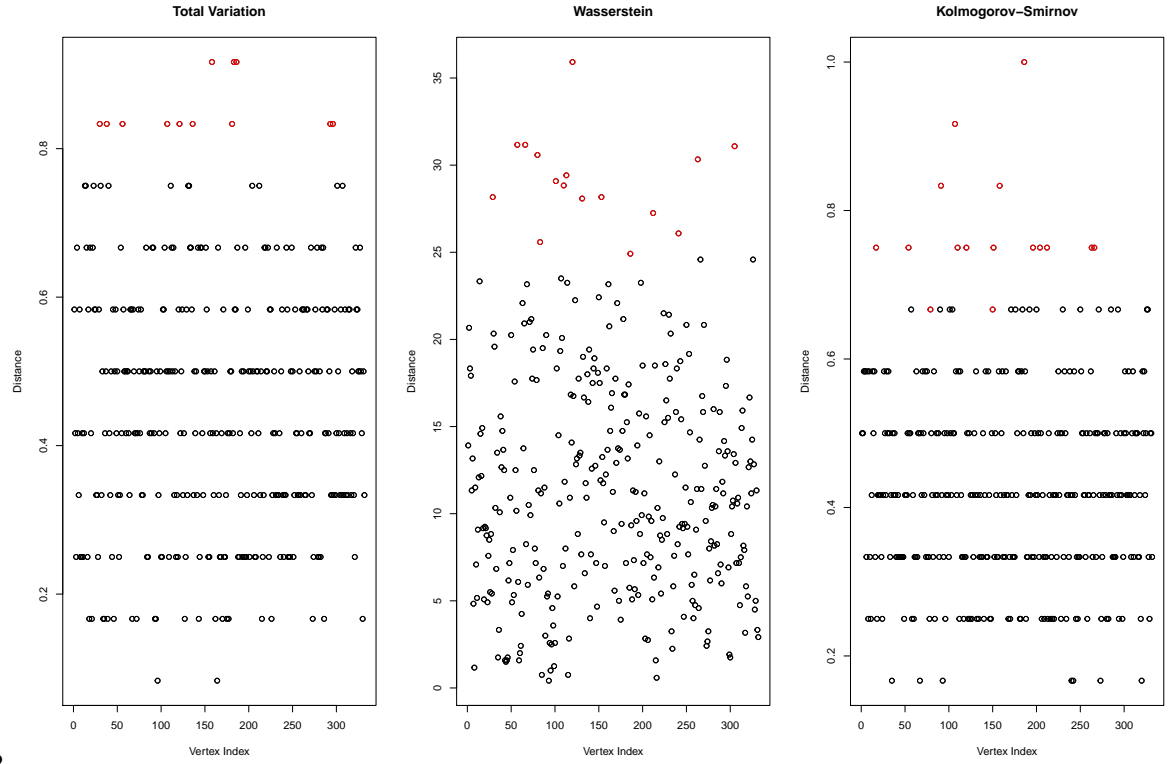 Total Variation
Wasserstein
Kolmogorov−Smirnov
0.8
0.6
0.4
0.2
Distance
0 50 100 150 200 250 300
Vertex Index
35
30
25
20
15
10
5
0
Distance
0 50 100 150 200 250 300
Vertex Index
1.0
0.8
0.6
0.4
0.2
Distance
0 50 100 150 200 250 300
Vertex Index